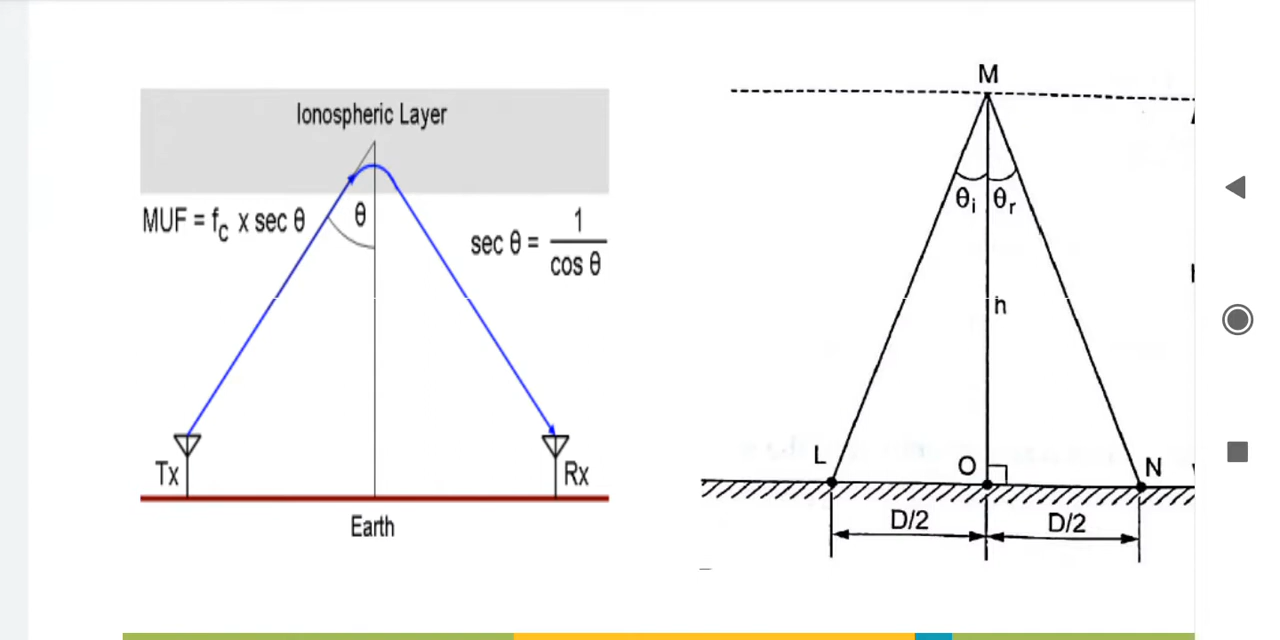 Ionospheric Layer
MUF = fc x sec θ
θ
sec θ = 1 / cos θ
Tx
Rx
Earth
M
θi θr
h
L
O
N
D/2
D/2